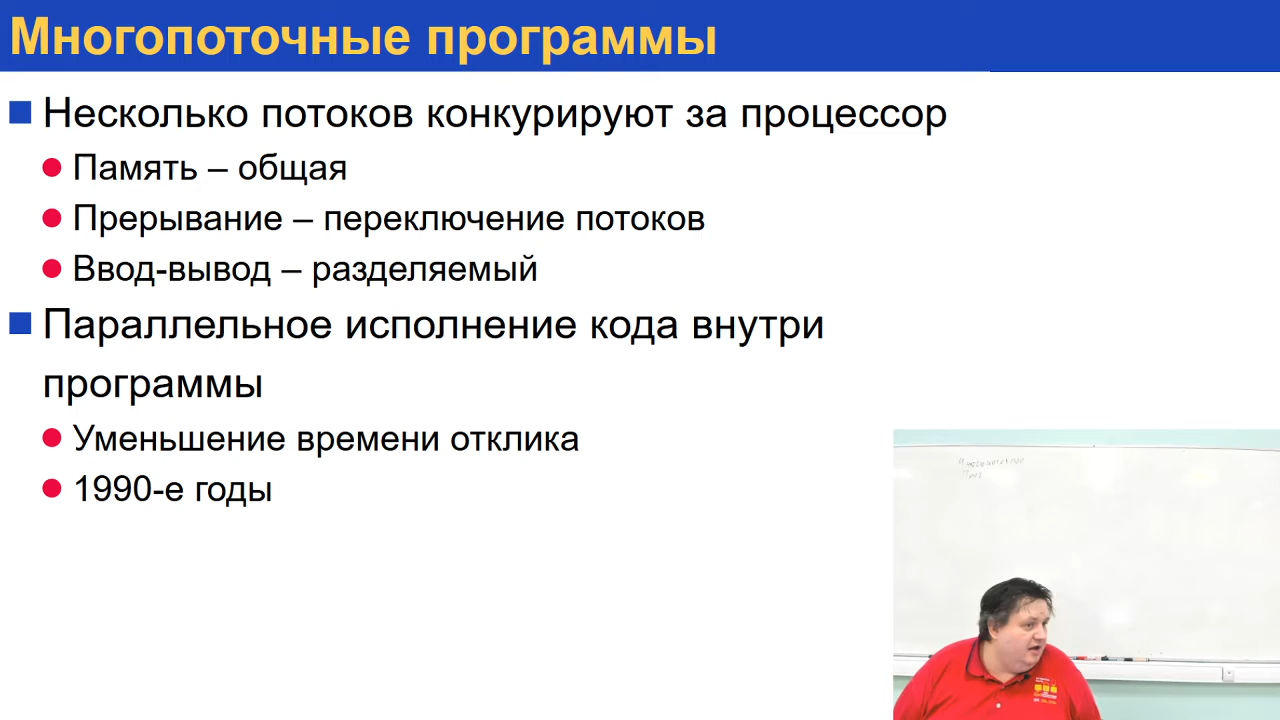 Многопоточные программы
Несколько потоков конкурируют за процессор
Память – общая
Прерывание – переключение потоков
Ввод-вывод – разделяемый
Параллельное исполнение кода внутри
программы
Уменьшение времени отклика
1990-е годы